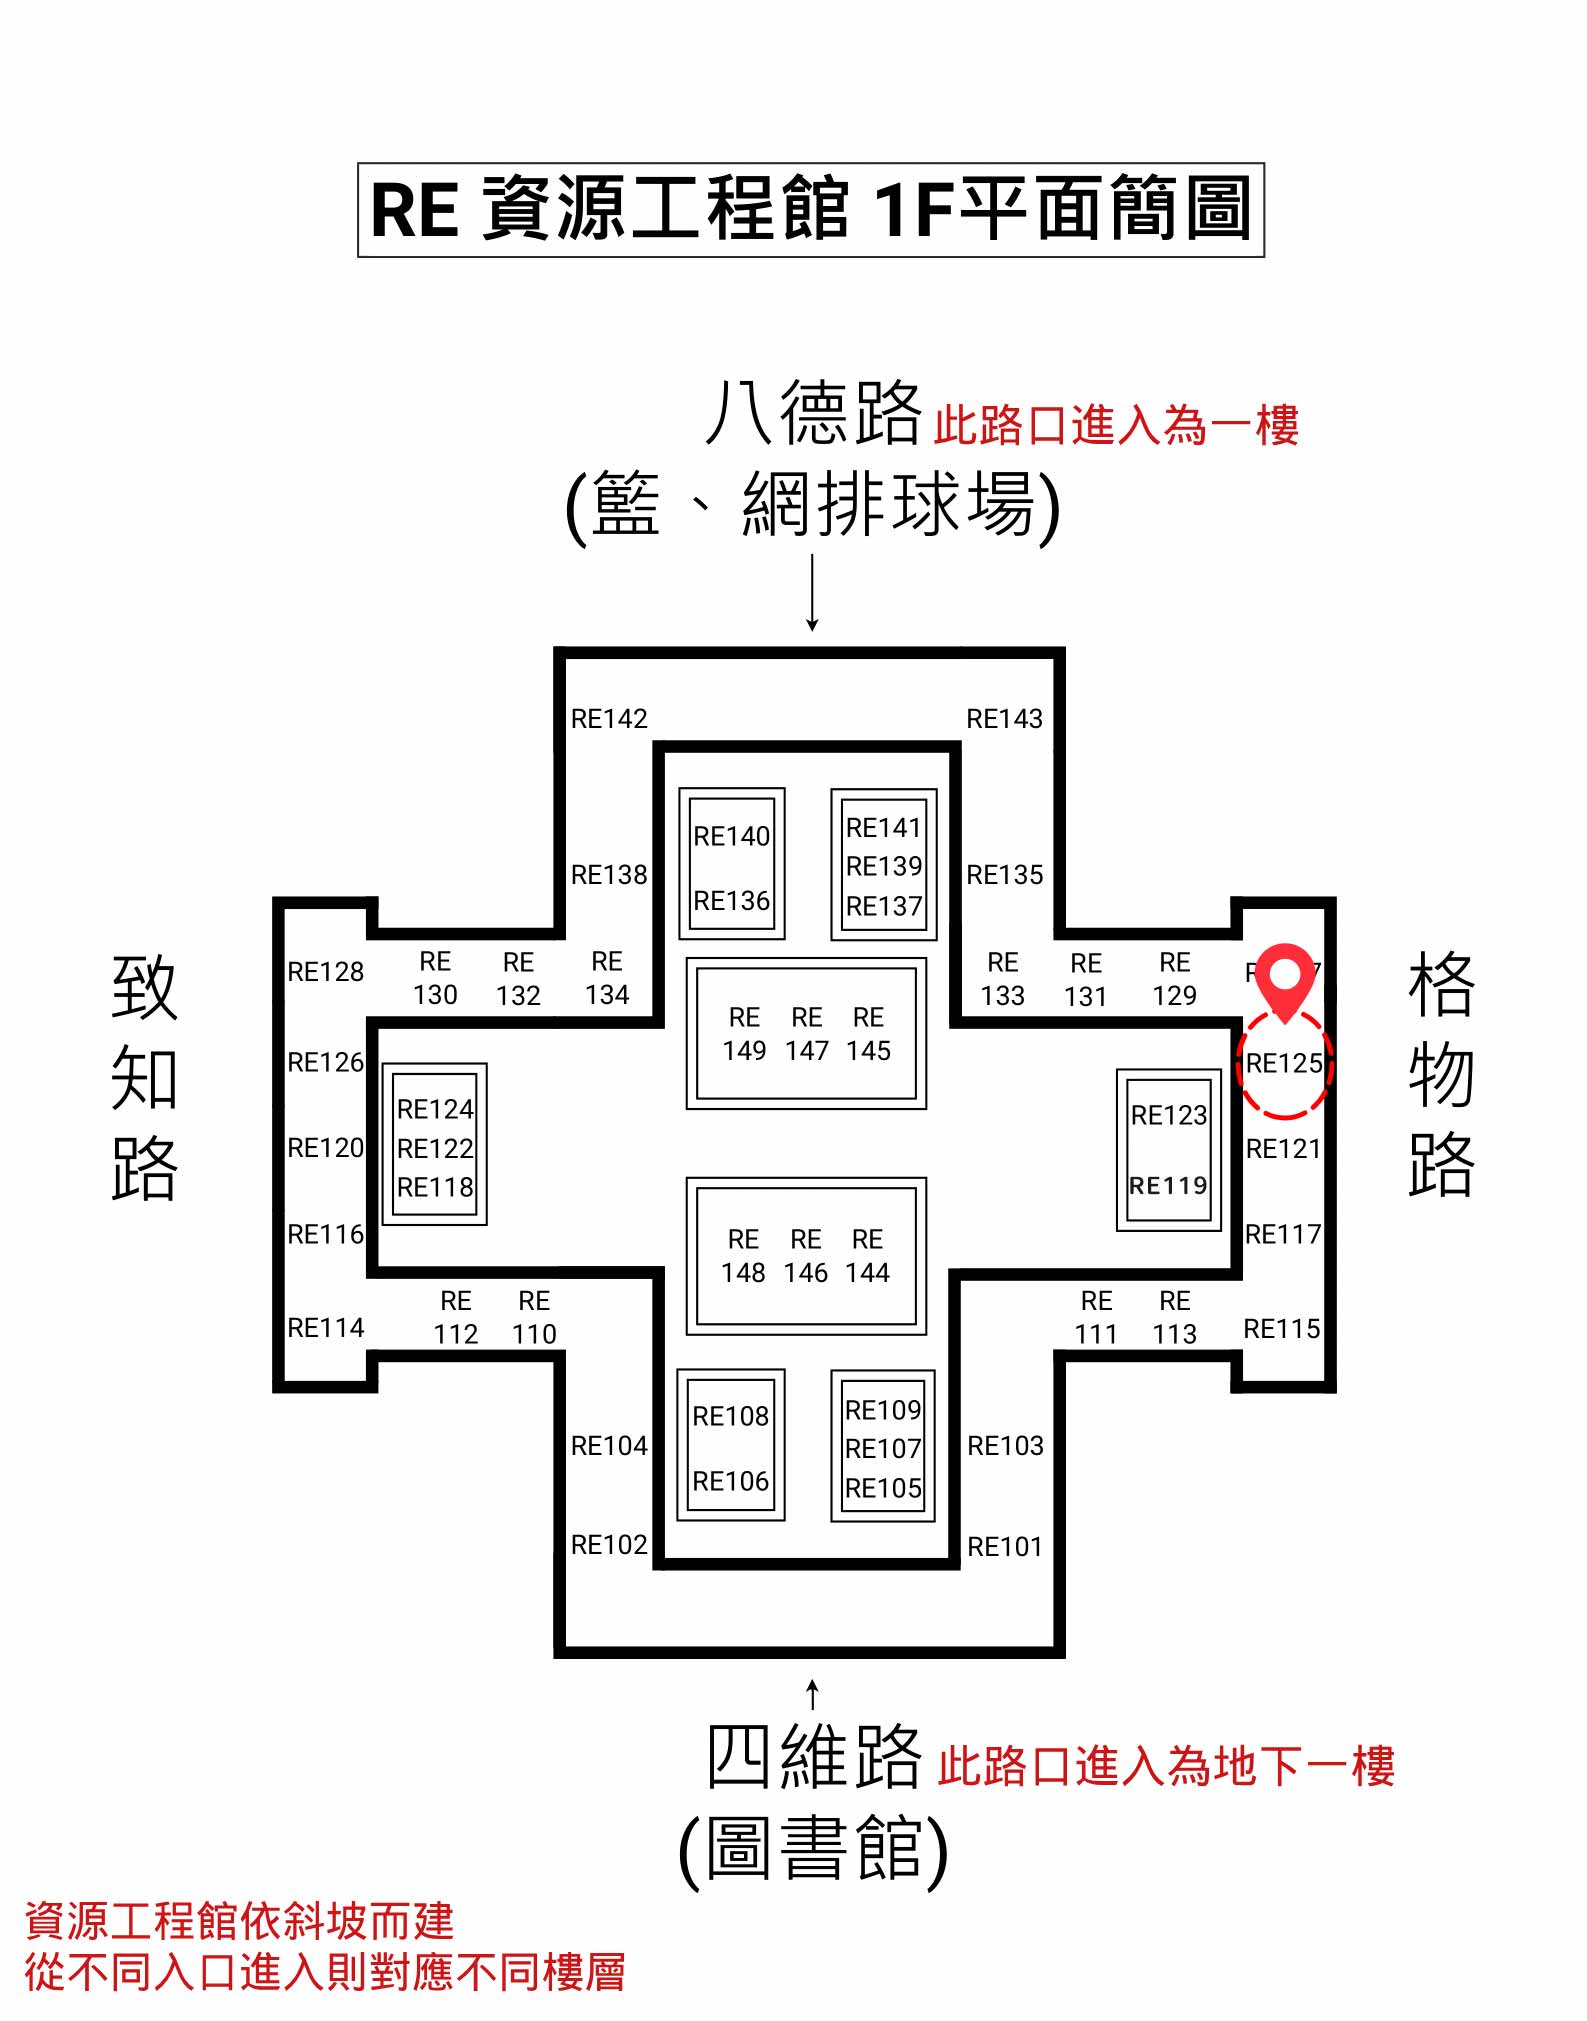 RE 資源工程館 1F平面簡圖
八德路 此路口進入為一樓
(籃、網排球場)
RE142
RE143
RE140
RE141
RE138
RE139
RE135
RE136
RE137
致知路
格物路
RE128
RE 130
RE 132
RE 134
RE 133
RE 131
RE 129
RE 149
RE 147
RE 145
RE126
RE125
RE124
RE123
RE120
RE122
RE121
RE118
RE119
RE116
RE117
RE 148
RE 146
RE 144
RE114
RE 112
RE 110
RE 111
RE 113
RE115
RE108
RE109
RE104
RE107
RE103
RE106
RE105
RE102
RE101
四維路 此路口進入為地下一樓
(圖書館)
資源工程館依斜坡而建
從不同入口進入則對應不同樓層